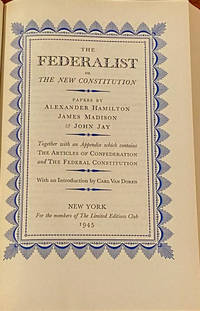 THE
FEDERALIST
OR
THE NEW CONSTITUTION
PAPERS BY
ALEXANDER HAMILTON
JAMES MADISON
& JOHN JAY
Together with an Appendix which contains
THE ARTICLES OF CONFEDERATION
and THE FEDERAL CONSTITUTION
With an Introduction by CARL VAN DOREN
NEW YORK
For the members of The Limited Editions Club
1945